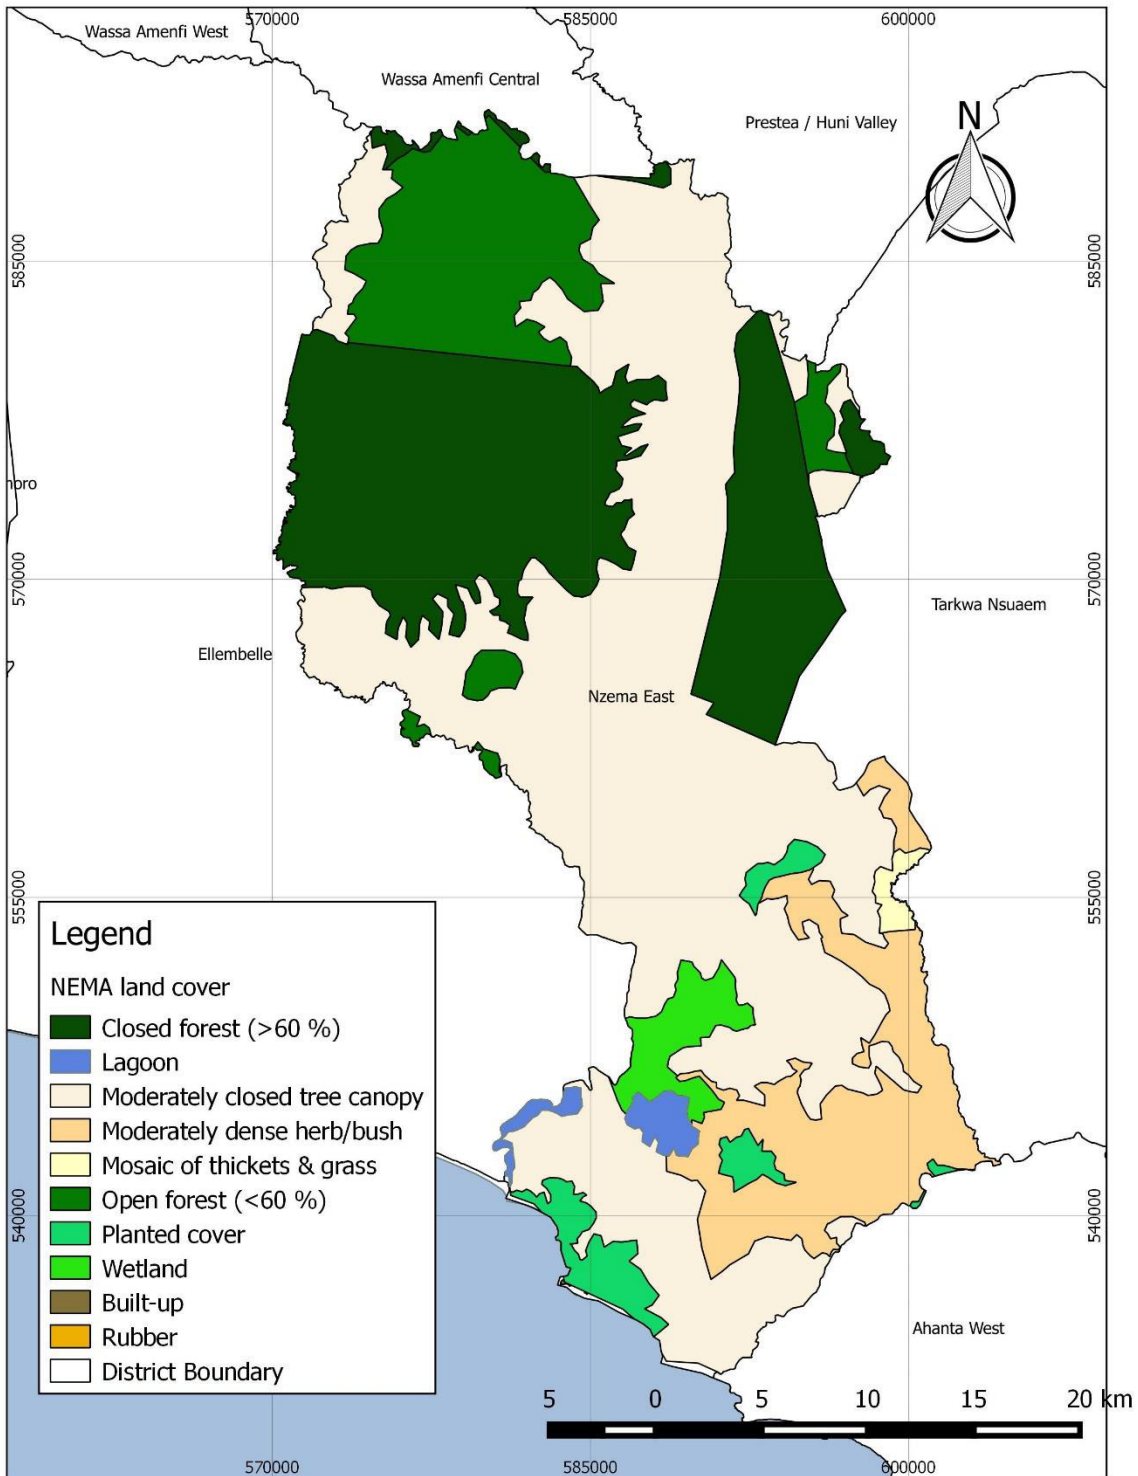 570000
585000
600000
Wassa Amenfi West
Wassa Amenfi Central
Prestea / Huni Valley
N
585000
585000
noro
570000
570000
Tarkwa Nsuaem
Ellembelle
Nzema East
555000
555000
Legend
NEMA land cover
Closed forest (>60 %)
Lagoon
Moderately closed tree canopy
Moderately dense herb/bush
Mosaic of thickets & grass
Open forest (<60 %)
Planted cover
Wetland
Built-up
Rubber
District Boundary
540000
540000
Ahanta West
5 0 5 10 15 20 km
570000
585000
600000